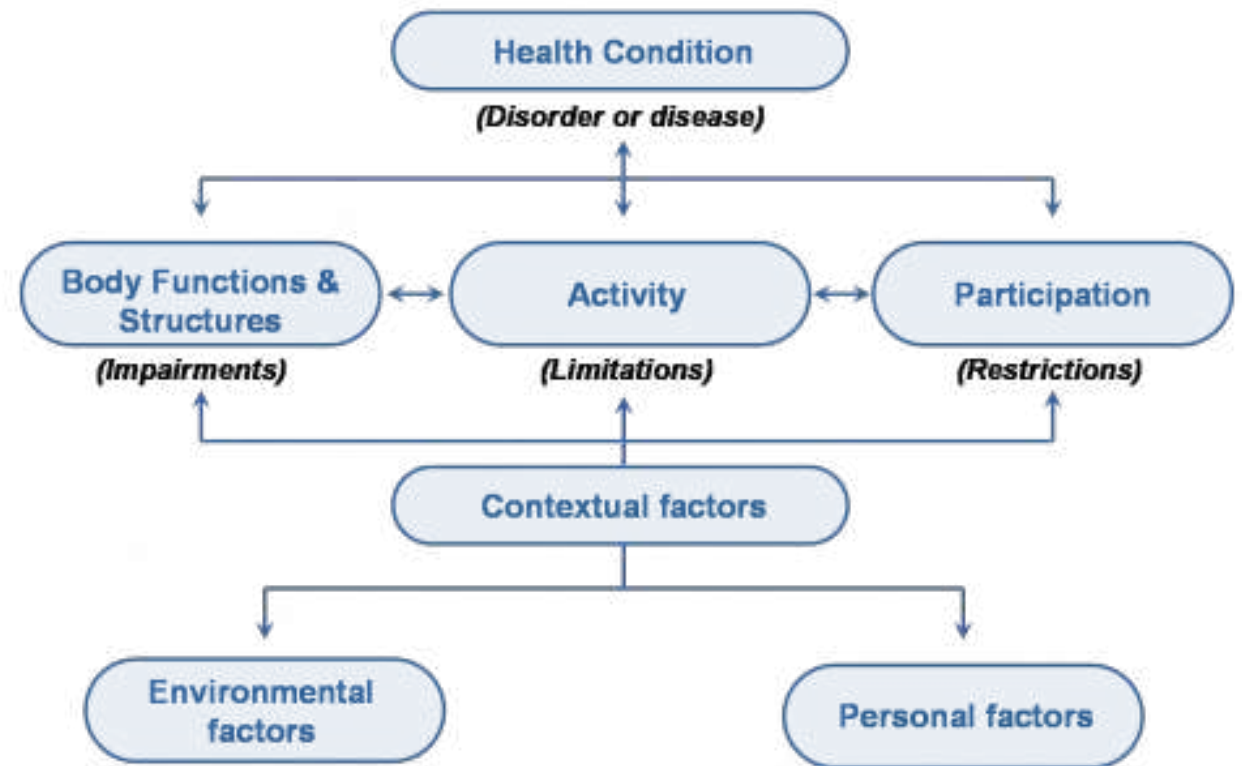 Health Condition
(Disorder or disease)
Body Functions &
Structures
(Impairments)
Activity
(Limitations)
Participation
(Restrictions)
Contextual factors
Environmental
factors
Personal factors